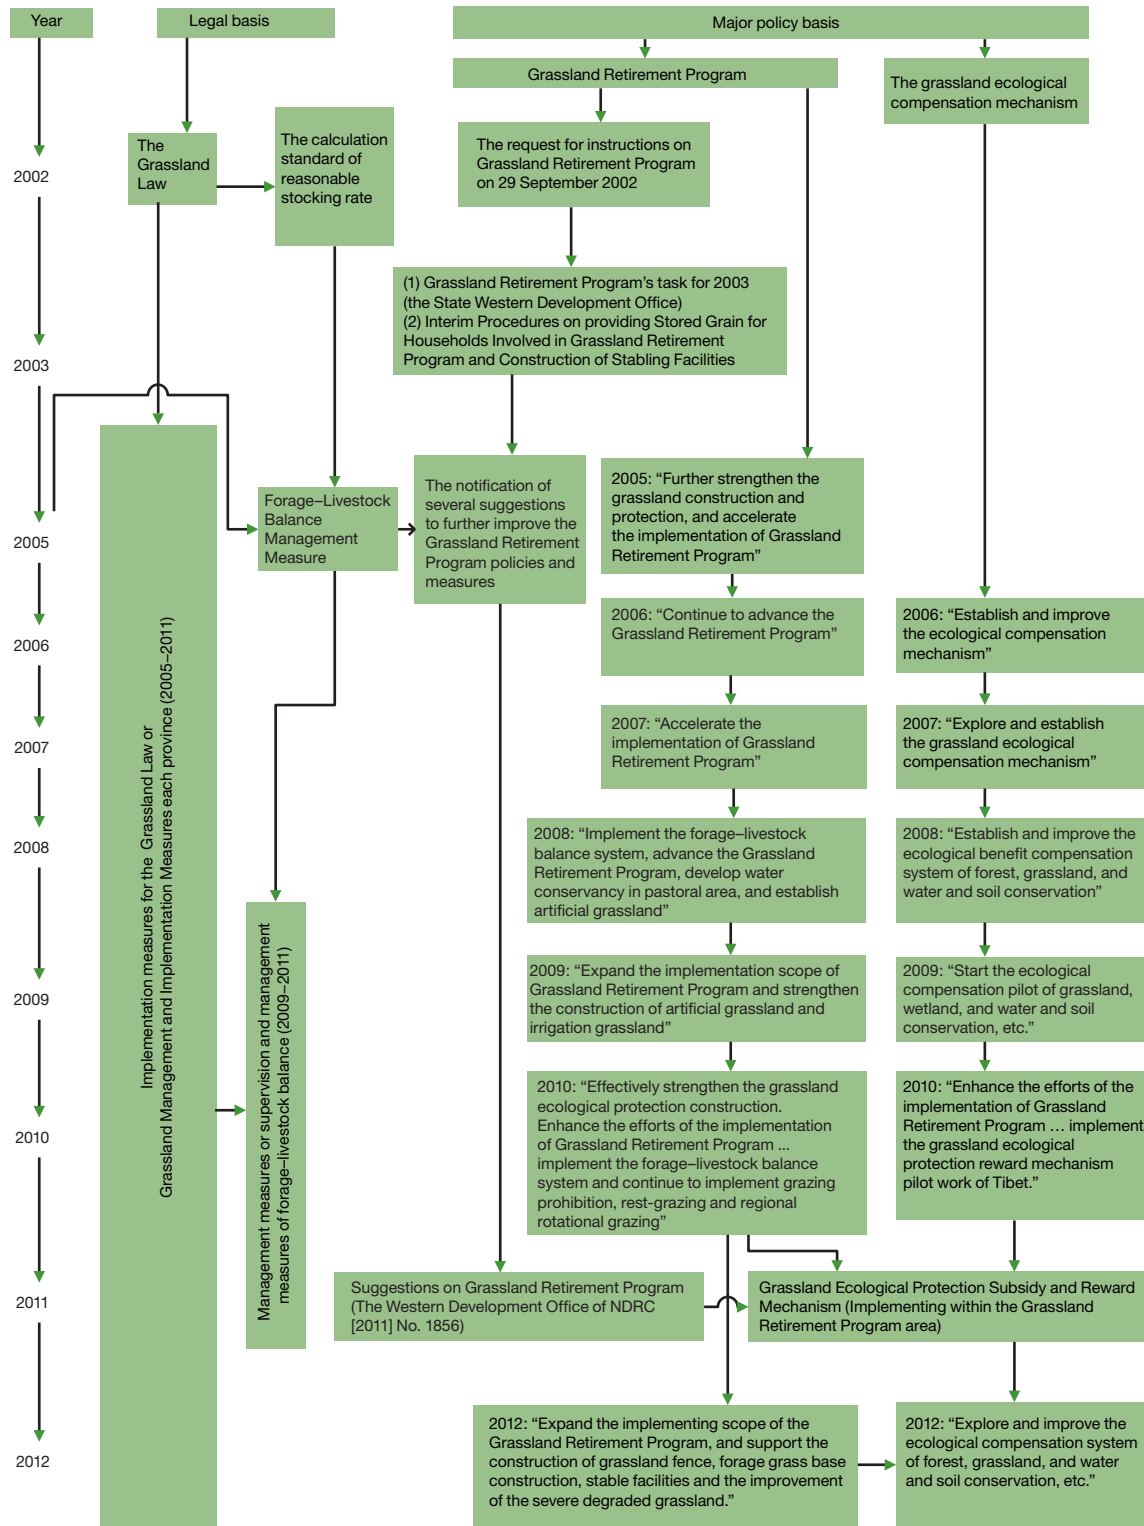 Year
Legal basis
Major policy basis
Grassland Retirement Program
The grassland ecological
compensation mechanism
2002
The
Grassland
Law
The calculation
standard of
reasonable
stocking rate
The request for instructions on
Grassland Retirement Program
on 29 September 2002
(1) Grassland Retirement Program’s task for 2003
(the State Western Development Office)
(2) Interim Procedures on providing Stored Grain for
Households Involved in Grassland Retirement
Program and Construction of Stabling Facilities
2003
Implementation measures for the Grassland Law or
Grassland Management and Implementation Measures each province (2005–2011)
Forage–Livestock
Balance
Management
Measure
The notification of
several suggestions
to further improve the
Grassland Retirement
Program policies and
measures
2005: “Further strengthen the
grassland construction and
protection, and accelerate
the implementation of Grassland
Retirement Program”
2005
2006: “Continue to advance the
Grassland Retirement Program”
2006: “Establish and improve
the ecological compensation
mechanism”
2006
2007: “Accelerate the
implementation of Grassland
Retirement Program”
2007: “Explore and establish
the grassland ecological
compensation mechanism”
2007
2008: “Implement the forage–livestock
balance system, advance the Grassland
Retirement Program, develop water
conservancy in pastoral area, and establish
artificial grassland”
2008: “Establish and improve the
ecological benefit compensation
system of forest, grassland, and
water and soil conservation”
2008
Management measures or supervision and management
measures of forage–livestock balance (2009–2011)
2009: “Expand the implementation scope of
Grassland Retirement Program and strengthen
the construction of artificial grassland and
irrigation grassland”
2009: “Start the ecological
compensation pilot of grassland,
wetland, and water and soil
conservation, etc.”
2009
2010: “Effectively strengthen the grassland
ecological protection construction.
Enhance the efforts of the implementation
of Grassland Retirement Program ...
implement the forage–livestock balance
system and continue to implement grazing
prohibition, rest-grazing and regional
rotational grazing”
2010: “Enhance the efforts of the
implementation of Grassland
Retirement Program … implement
the grassland ecological
protection reward mechanism
pilot work of Tibet.”
2010
Suggestions on Grassland Retirement Program
(The Western Development Office of NDRC
[2011] No. 1856)
Grassland Ecological Protection Subsidy and Reward
Mechanism (Implementing within the Grassland
Retirement Program area)
2011
2012: “Expand the implementing scope of the
Grassland Retirement Program, and support the
construction of grassland fence, forage grass base
construction, stable facilities and the improvement
of the severe degraded grassland.”
2012: “Explore and improve the
ecological compensation system
of forest, grassland, and water
and soil conservation, etc.”
2012